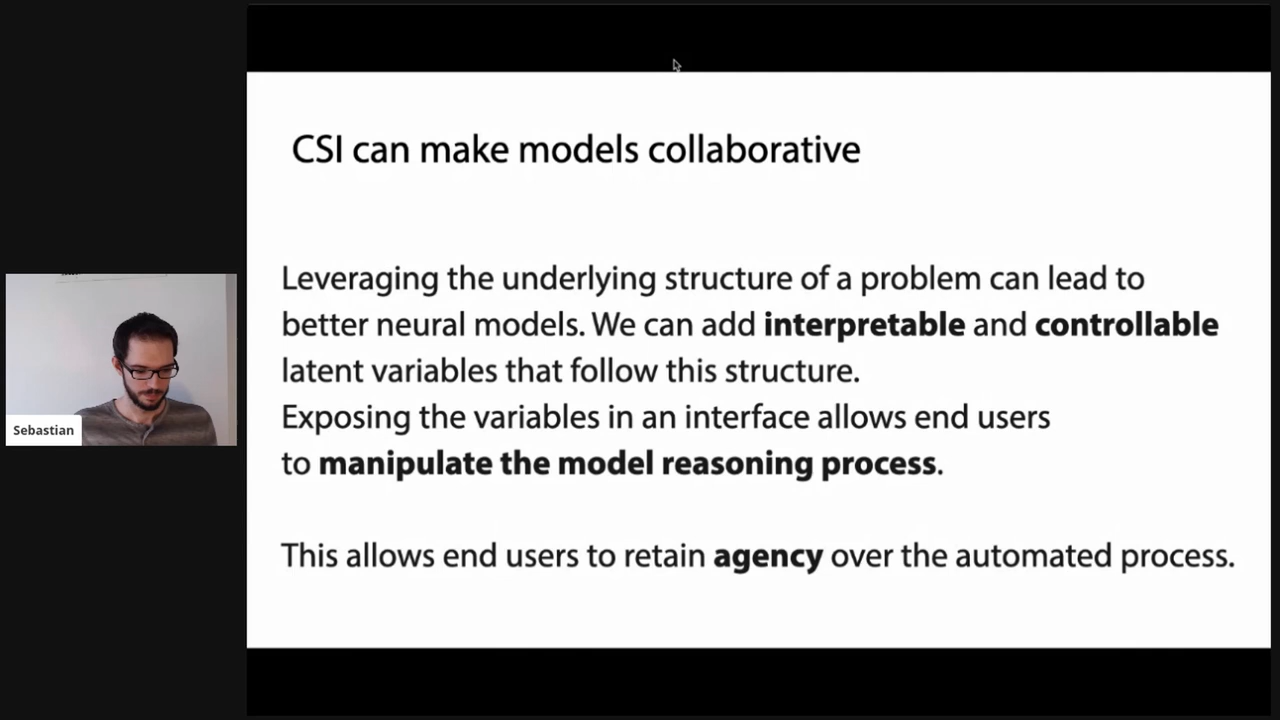 CSI can make models collaborative
Leveraging the underlying structure of a problem can lead to
better neural models. We can add interpretable and controllable
latent variables that follow this structure.
Exposing the variables in an interface allows end users
to manipulate the model reasoning process.
This allows end users to retain agency over the automated process.
Sebastian